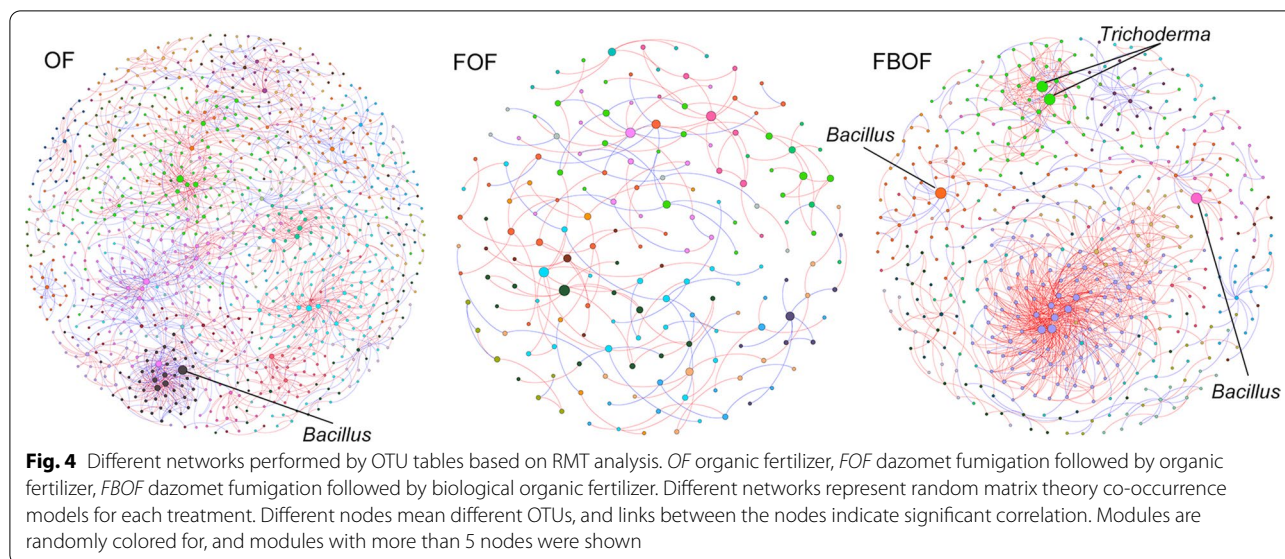 OF
FOF
FBOF
Trichoderma
Bacillus
Bacillus
Bacillus
Fig. 4 Different networks performed by OTU tables based on RMT analysis. OF organic fertilizer, FOF dazomet fumigation followed by organic
fertilizer, FBOF dazomet fumigation followed by biological organic fertilizer. Different networks represent random matrix theory co-occurrence
models for each treatment. Different nodes mean different OTUs, and links between the nodes indicate significant correlation. Modules are
randomly colored for, and modules with more than 5 nodes were shown